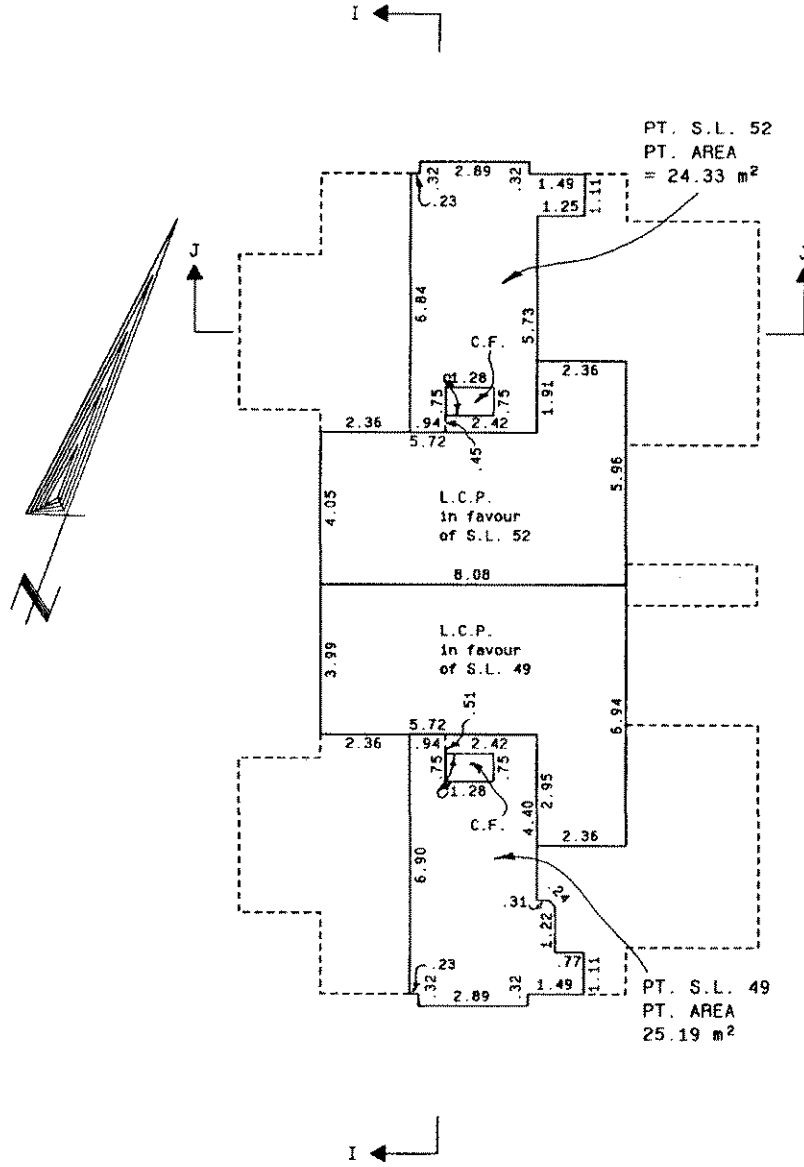 I
PT. S.L. 52
PT. AREA
= 24.33 m²
.32
2.89
.32
1.49
1.11
.23
1.25
J
J
6.84
5.73
C.F.
1.28
2.36
.75
.75
1.91
2.36
.94
2.42
5.72
.45
5.96
4.05
L.C.P.
in favour
of S.L. 52
8.08
L.C.P.
in favour
of S.L. 49
3.99
6.94
5.72
.51
2.36
.94
2.42
.75
.75
1.28
2.95
4.40
C.F.
2.36
6.90
.31
.24
1.22
.77
.23
.32
.32
1.49
1.11
2.89
PT. S.L. 49
PT. AREA
25.19 m²
I
N